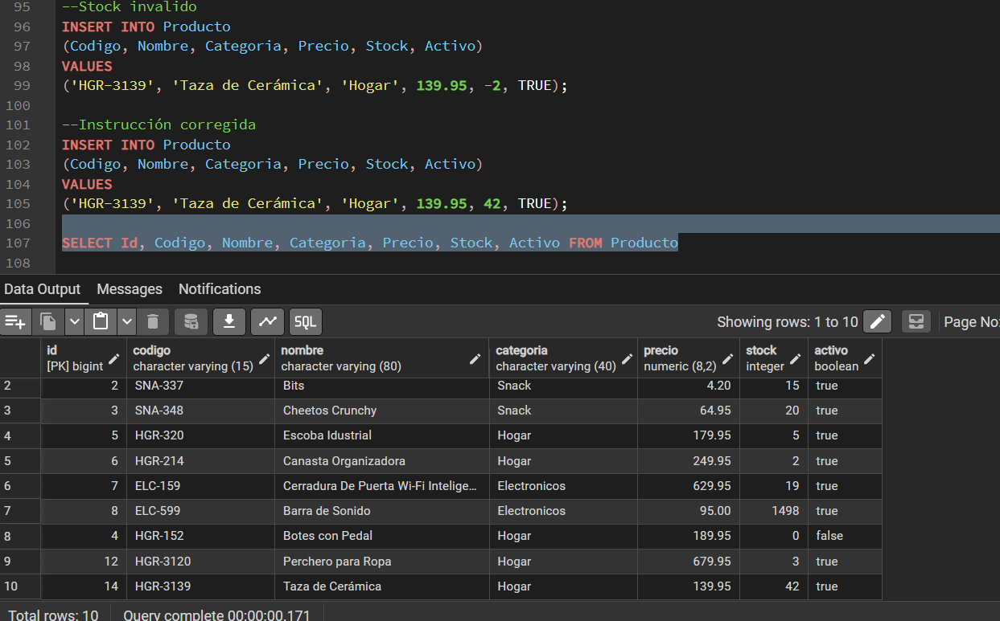 95 --Stock invalido
96 INSERT INTO Producto
97 (Codigo, Nombre, Categoria, Precio, Stock, Activo)
98 VALUES
99 ('HGR-3139', 'Taza de Cerámica', 'Hogar', 139.95, -2, TRUE);
100
101 --Instrucción corregida
102 INSERT INTO Producto
103 (Codigo, Nombre, Categoria, Precio, Stock, Activo)
104 VALUES
105 ('HGR-3139', 'Taza de Cerámica', 'Hogar', 139.95, 42, TRUE);
106
107 SELECT Id, Codigo, Nombre, Categoria, Precio, Stock, Activo FROM Producto
108
Data Output Messages Notifications
SQL Showing rows: 1 to 10 Page No:
id codigo nombre categoria precio stock activo
[PK] bigint character varying (15) character varying (80) character varying (40) numeric (8,2) integer boolean
2 2 SNA-337 Bits Snack 4.20 15 true
3 3 SNA-348 Cheetos Crunchy Snack 64.95 20 true
4 5 HGR-320 Escoba Idustrial Hogar 179.95 5 true
5 6 HGR-214 Canasta Organizadora Hogar 249.95 2 true
6 7 ELC-159 Cerradura De Puerta Wi-Fi Intelige... Electronicos 629.95 19 true
7 8 ELC-599 Barra de Sonido Electronicos 95.00 1498 true
8 4 HGR-152 Botes con Pedal Hogar 189.95 0 false
9 12 HGR-3120 Perchero para Ropa Hogar 679.95 3 true
10 14 HGR-3139 Taza de Cerámica Hogar 139.95 42 true
Total rows: 10 Query complete 00:00:00.171